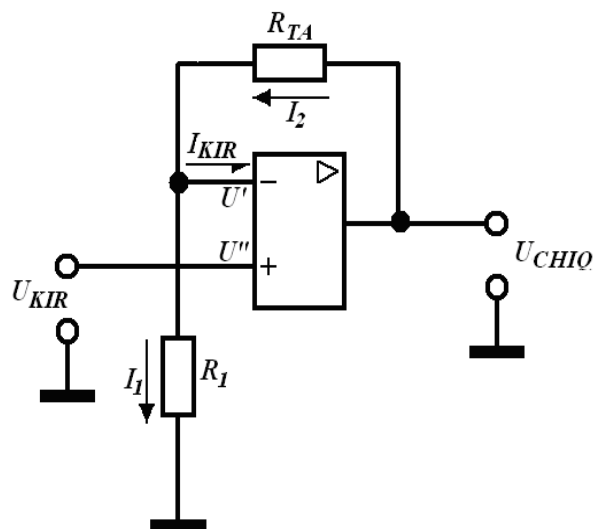 R_TA
I_2
I_KIR
−
U'
U"
+
U_KIR
U_CHIQ
I_1
R_1